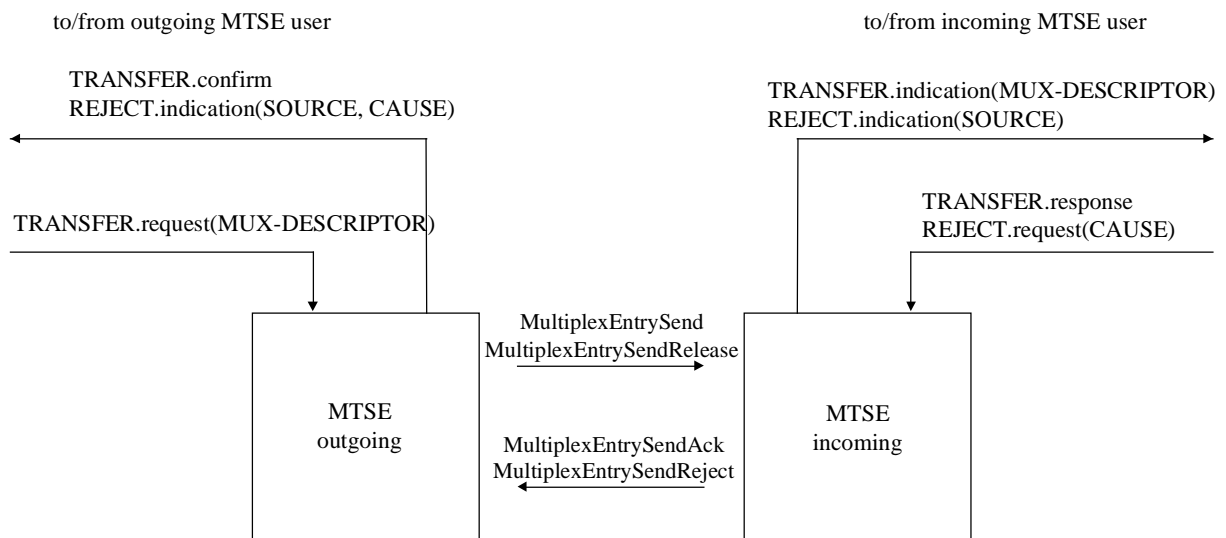 to/from outgoing MTSE user
to/from incoming MTSE user
TRANSFER.confirm
REJECT.indication(SOURCE, CAUSE)
TRANSFER.indication(MUX-DESCRIPTOR)
REJECT.indication(SOURCE)
TRANSFER.request(MUX-DESCRIPTOR)
TRANSFER.response
REJECT.request(CAUSE)
MultiplexEntrySend
MultiplexEntrySendRelease
MTSE
outgoing
MultiplexEntrySendAck
MultiplexEntrySendReject
MTSE
incoming